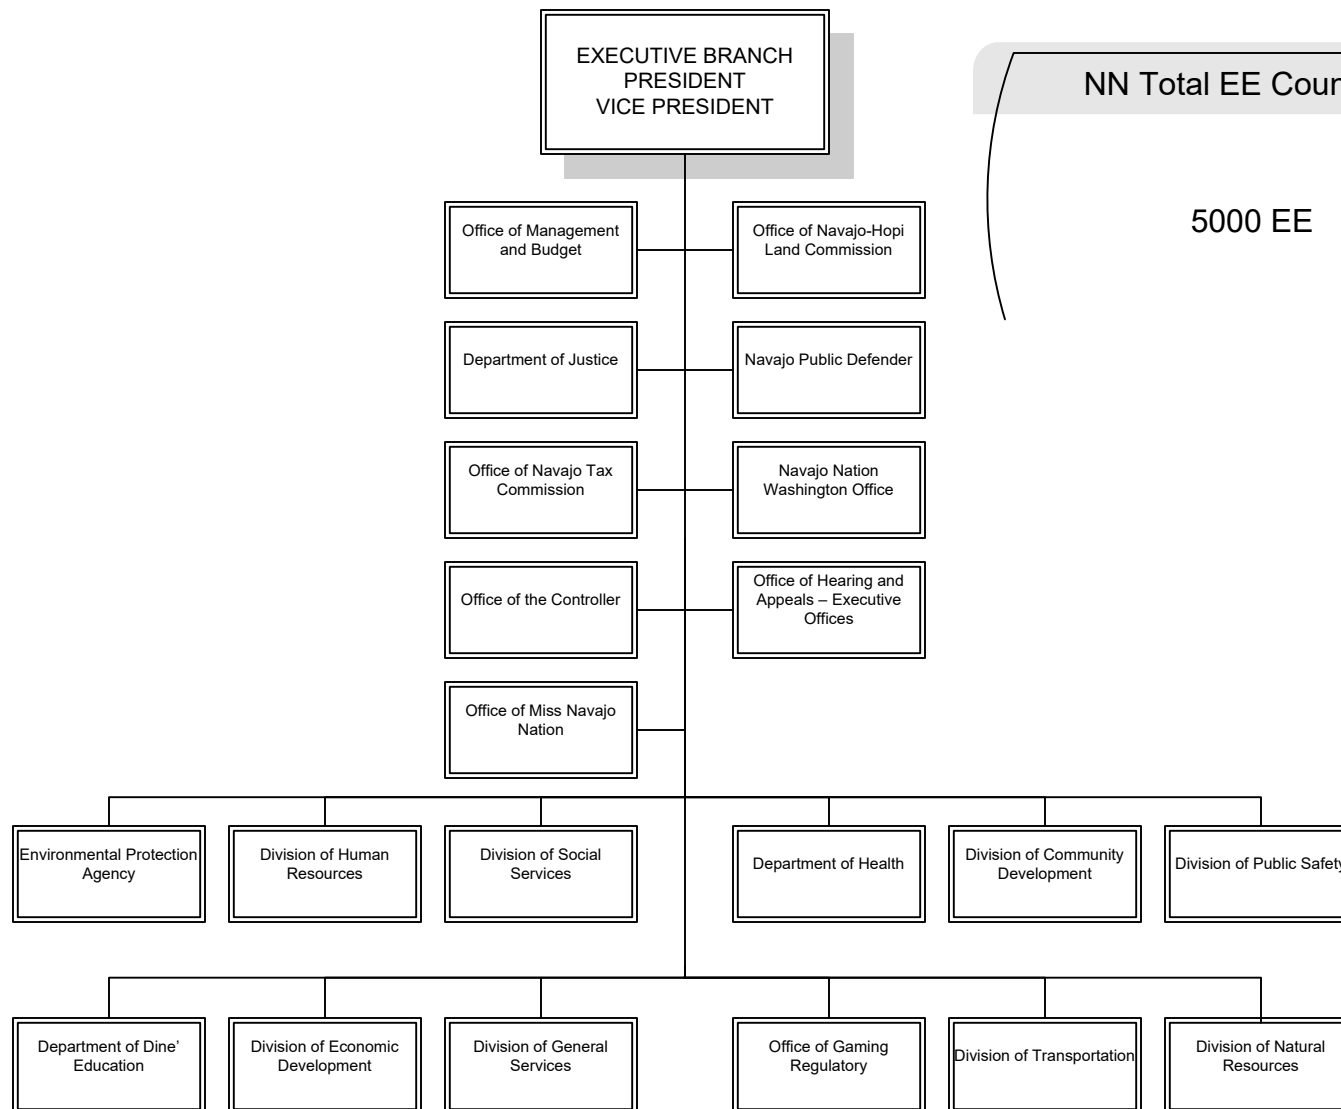 EXECUTIVE BRANCH
PRESIDENT
VICE PRESIDENT
NN Total EE Coun
5000 EE
Office of Management
and Budget
Office of Navajo-Hopi
Land Commission
Department of Justice
Navajo Public Defender
Office of Navajo Tax
Commission
Navajo Nation
Washington Office
Office of the Controller
Office of Hearing and
Appeals – Executive
Offices
Office of Miss Navajo
Nation
Environmental Protection
Agency
Division of Human
Resources
Division of Social
Services
Department of Health
Division of Community
Development
Division of Public Safety
Department of Dine’
Education
Division of Economic
Development
Division of General
Services
Office of Gaming
Regulatory
Division of Transportation
Division of Natural
Resources